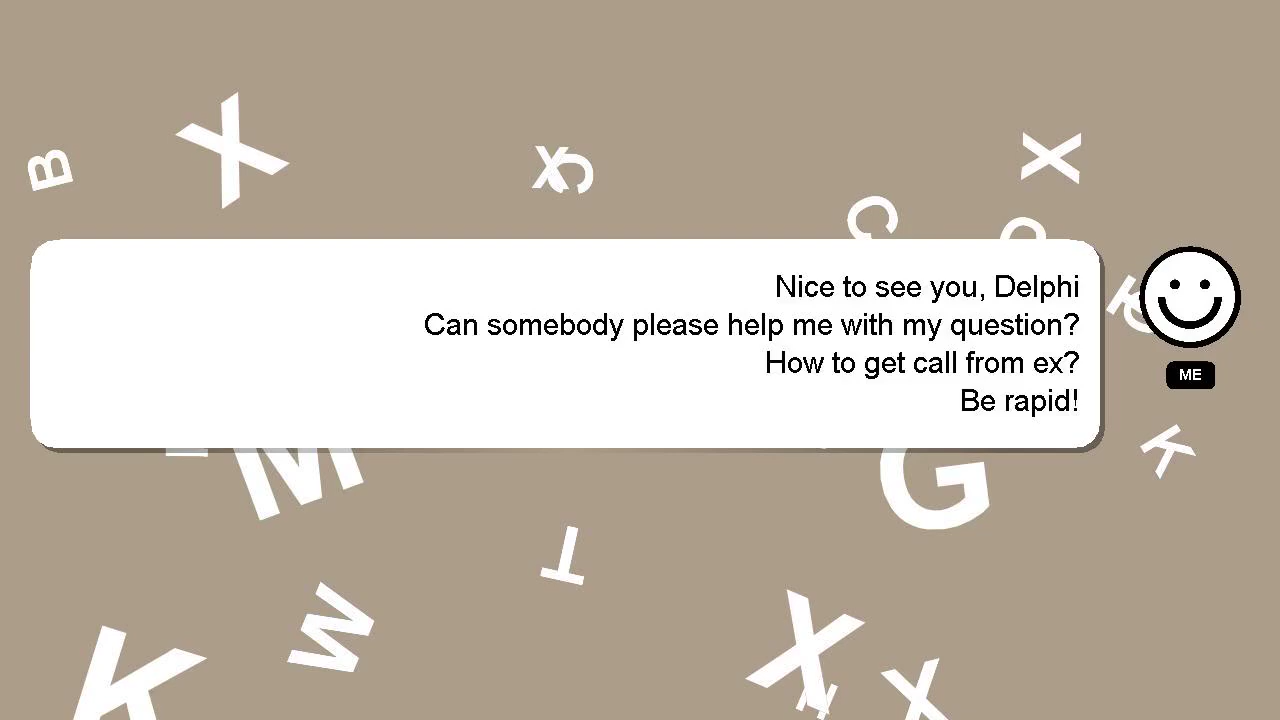 Nice to see you, Delphi
Can somebody please help me with my question?
How to get call from ex?
Be rapid!
ME